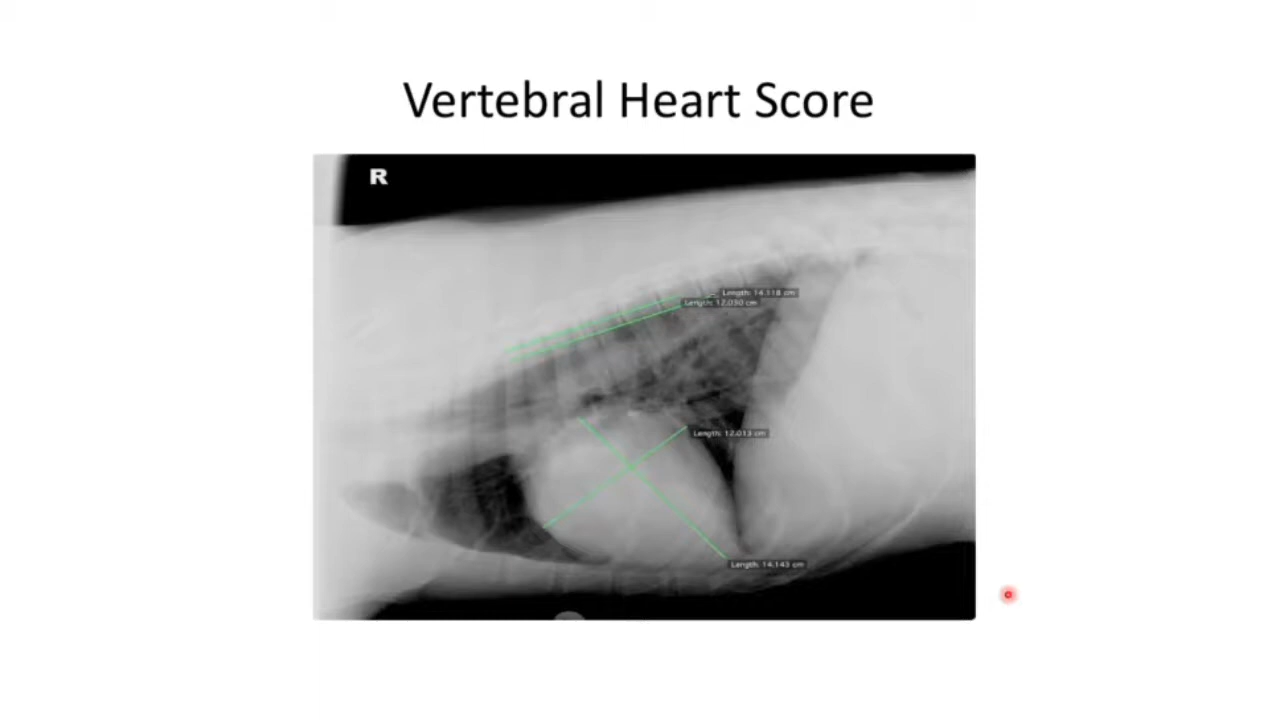 Vertebral Heart Score
R
Length: 14.118 cm
Length: 12.030 cm
Length: 12.013 cm
Length: 14.143 cm